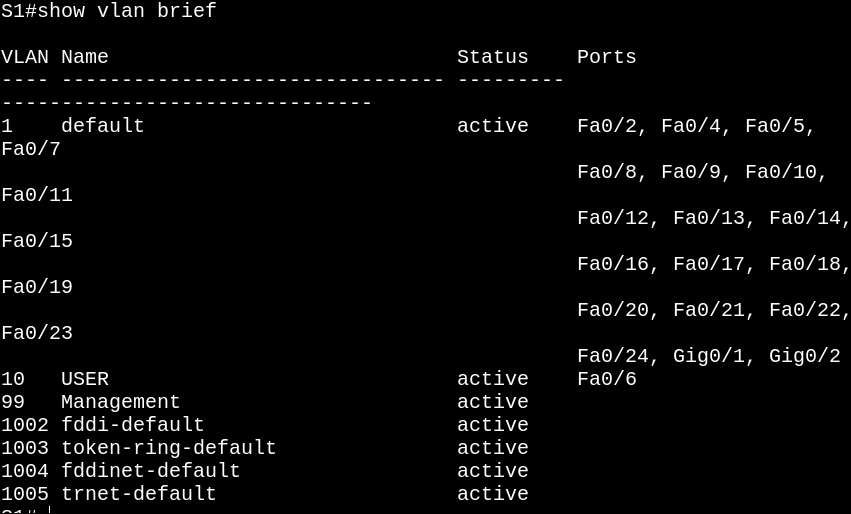 S1#show vlan brief
VLAN Name                             Status    Ports
---- -------------------------------- ---------
-------------------------------
1    default                          active    Fa0/2, Fa0/4, Fa0/5,
Fa0/7
                                                Fa0/8, Fa0/9, Fa0/10,
Fa0/11
                                                Fa0/12, Fa0/13, Fa0/14,
Fa0/15
                                                Fa0/16, Fa0/17, Fa0/18,
Fa0/19
                                                Fa0/20, Fa0/21, Fa0/22,
Fa0/23
                                                Fa0/24, Gig0/1, Gig0/2
10   USER                             active    Fa0/6
99   Management                       active
1002 fddi-default                     active
1003 token-ring-default               active
1004 fddinet-default                  active
1005 trnet-default                    active
S1#